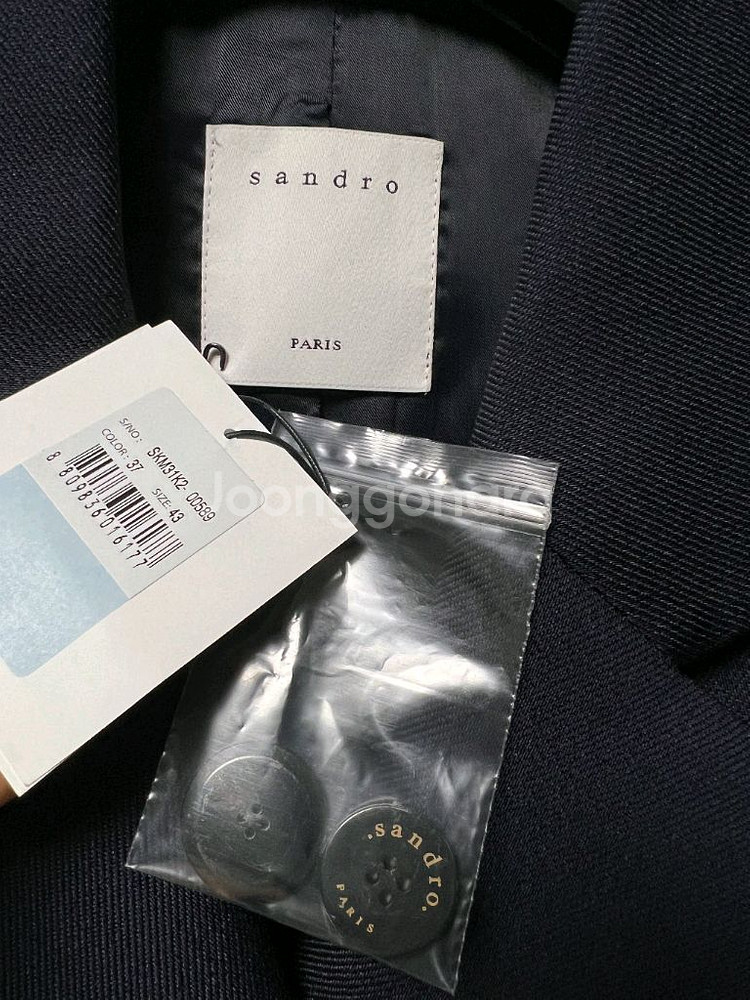 sandro
PARIS
S/NO: SKM31K2-00589
COLOR: 37 SIZE: 43
8 809836 016177
Joonggonara
.sandro.
PARIS